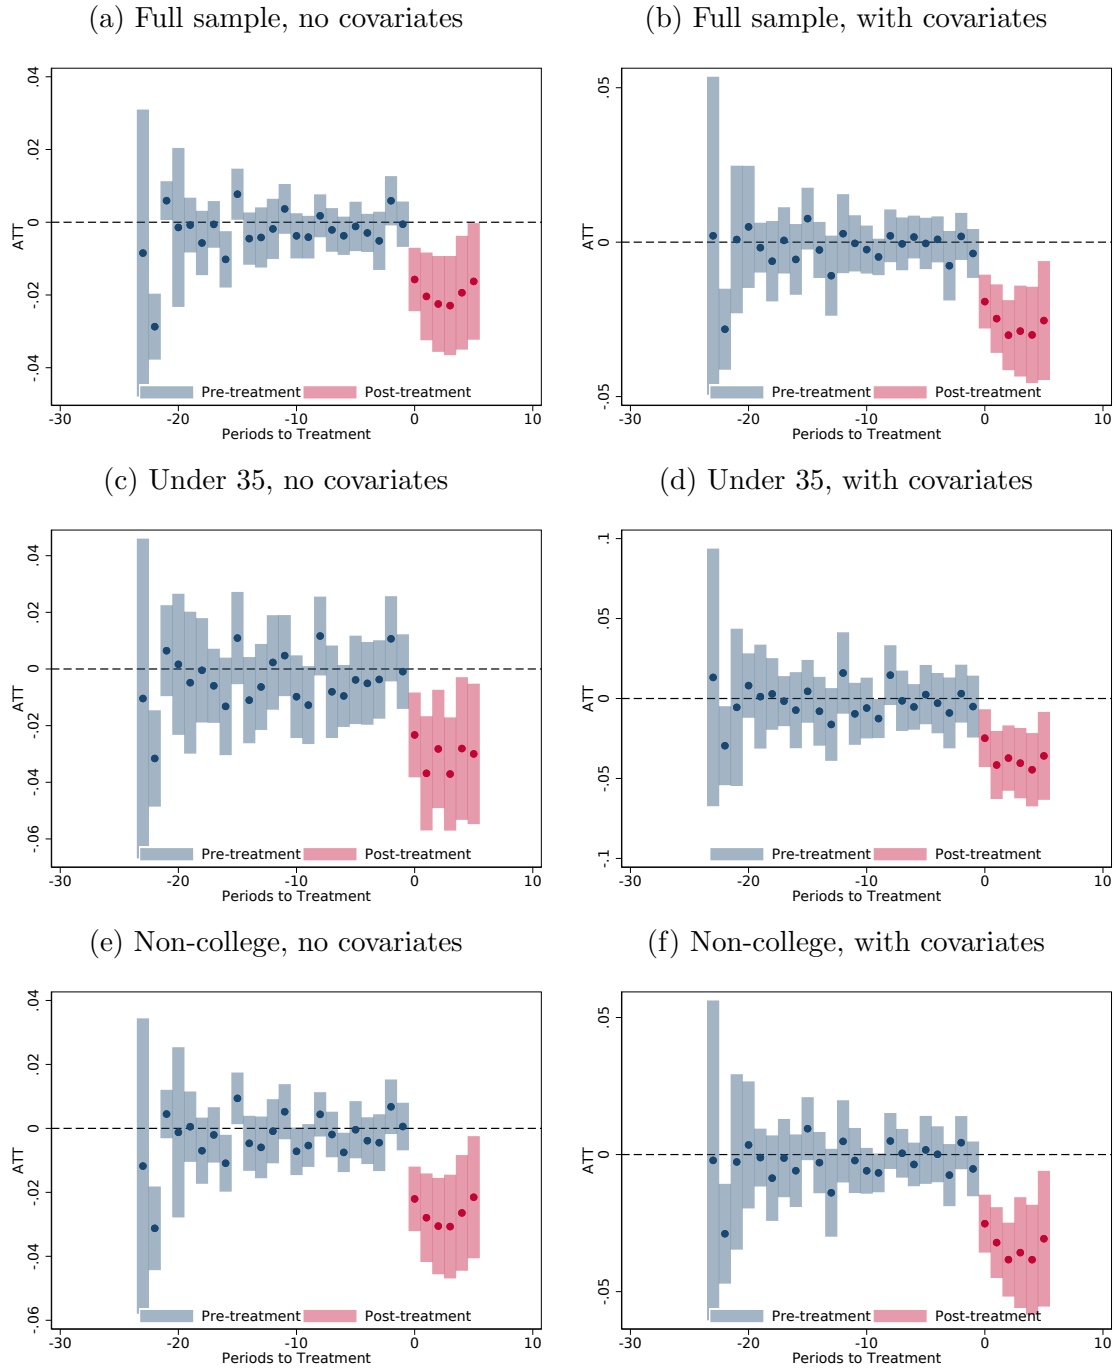 (a) Full sample, no covariates
(b) Full sample, with covariates
.04
.02
0
-.02
-.04
ATT
-30
-20
-10
0
10
Periods to Treatment
Pre-treatment
Post-treatment
.05
0
-.05
ATT
-30
-20
-10
0
10
Periods to Treatment
Pre-treatment
Post-treatment
(c) Under 35, no covariates
(d) Under 35, with covariates
.04
.02
0
-.02
-.04
-.06
ATT
-30
-20
-10
0
10
Periods to Treatment
Pre-treatment
Post-treatment
.1
.05
0
-.05
-.1
ATT
-30
-20
-10
0
10
Periods to Treatment
Pre-treatment
Post-treatment
(e) Non-college, no covariates
(f) Non-college, with covariates
.04
.02
0
-.02
-.04
-.06
ATT
-30
-20
-10
0
10
Periods to Treatment
Pre-treatment
Post-treatment
.05
0
-.05
ATT
-30
-20
-10
0
10
Periods to Treatment
Pre-treatment
Post-treatment